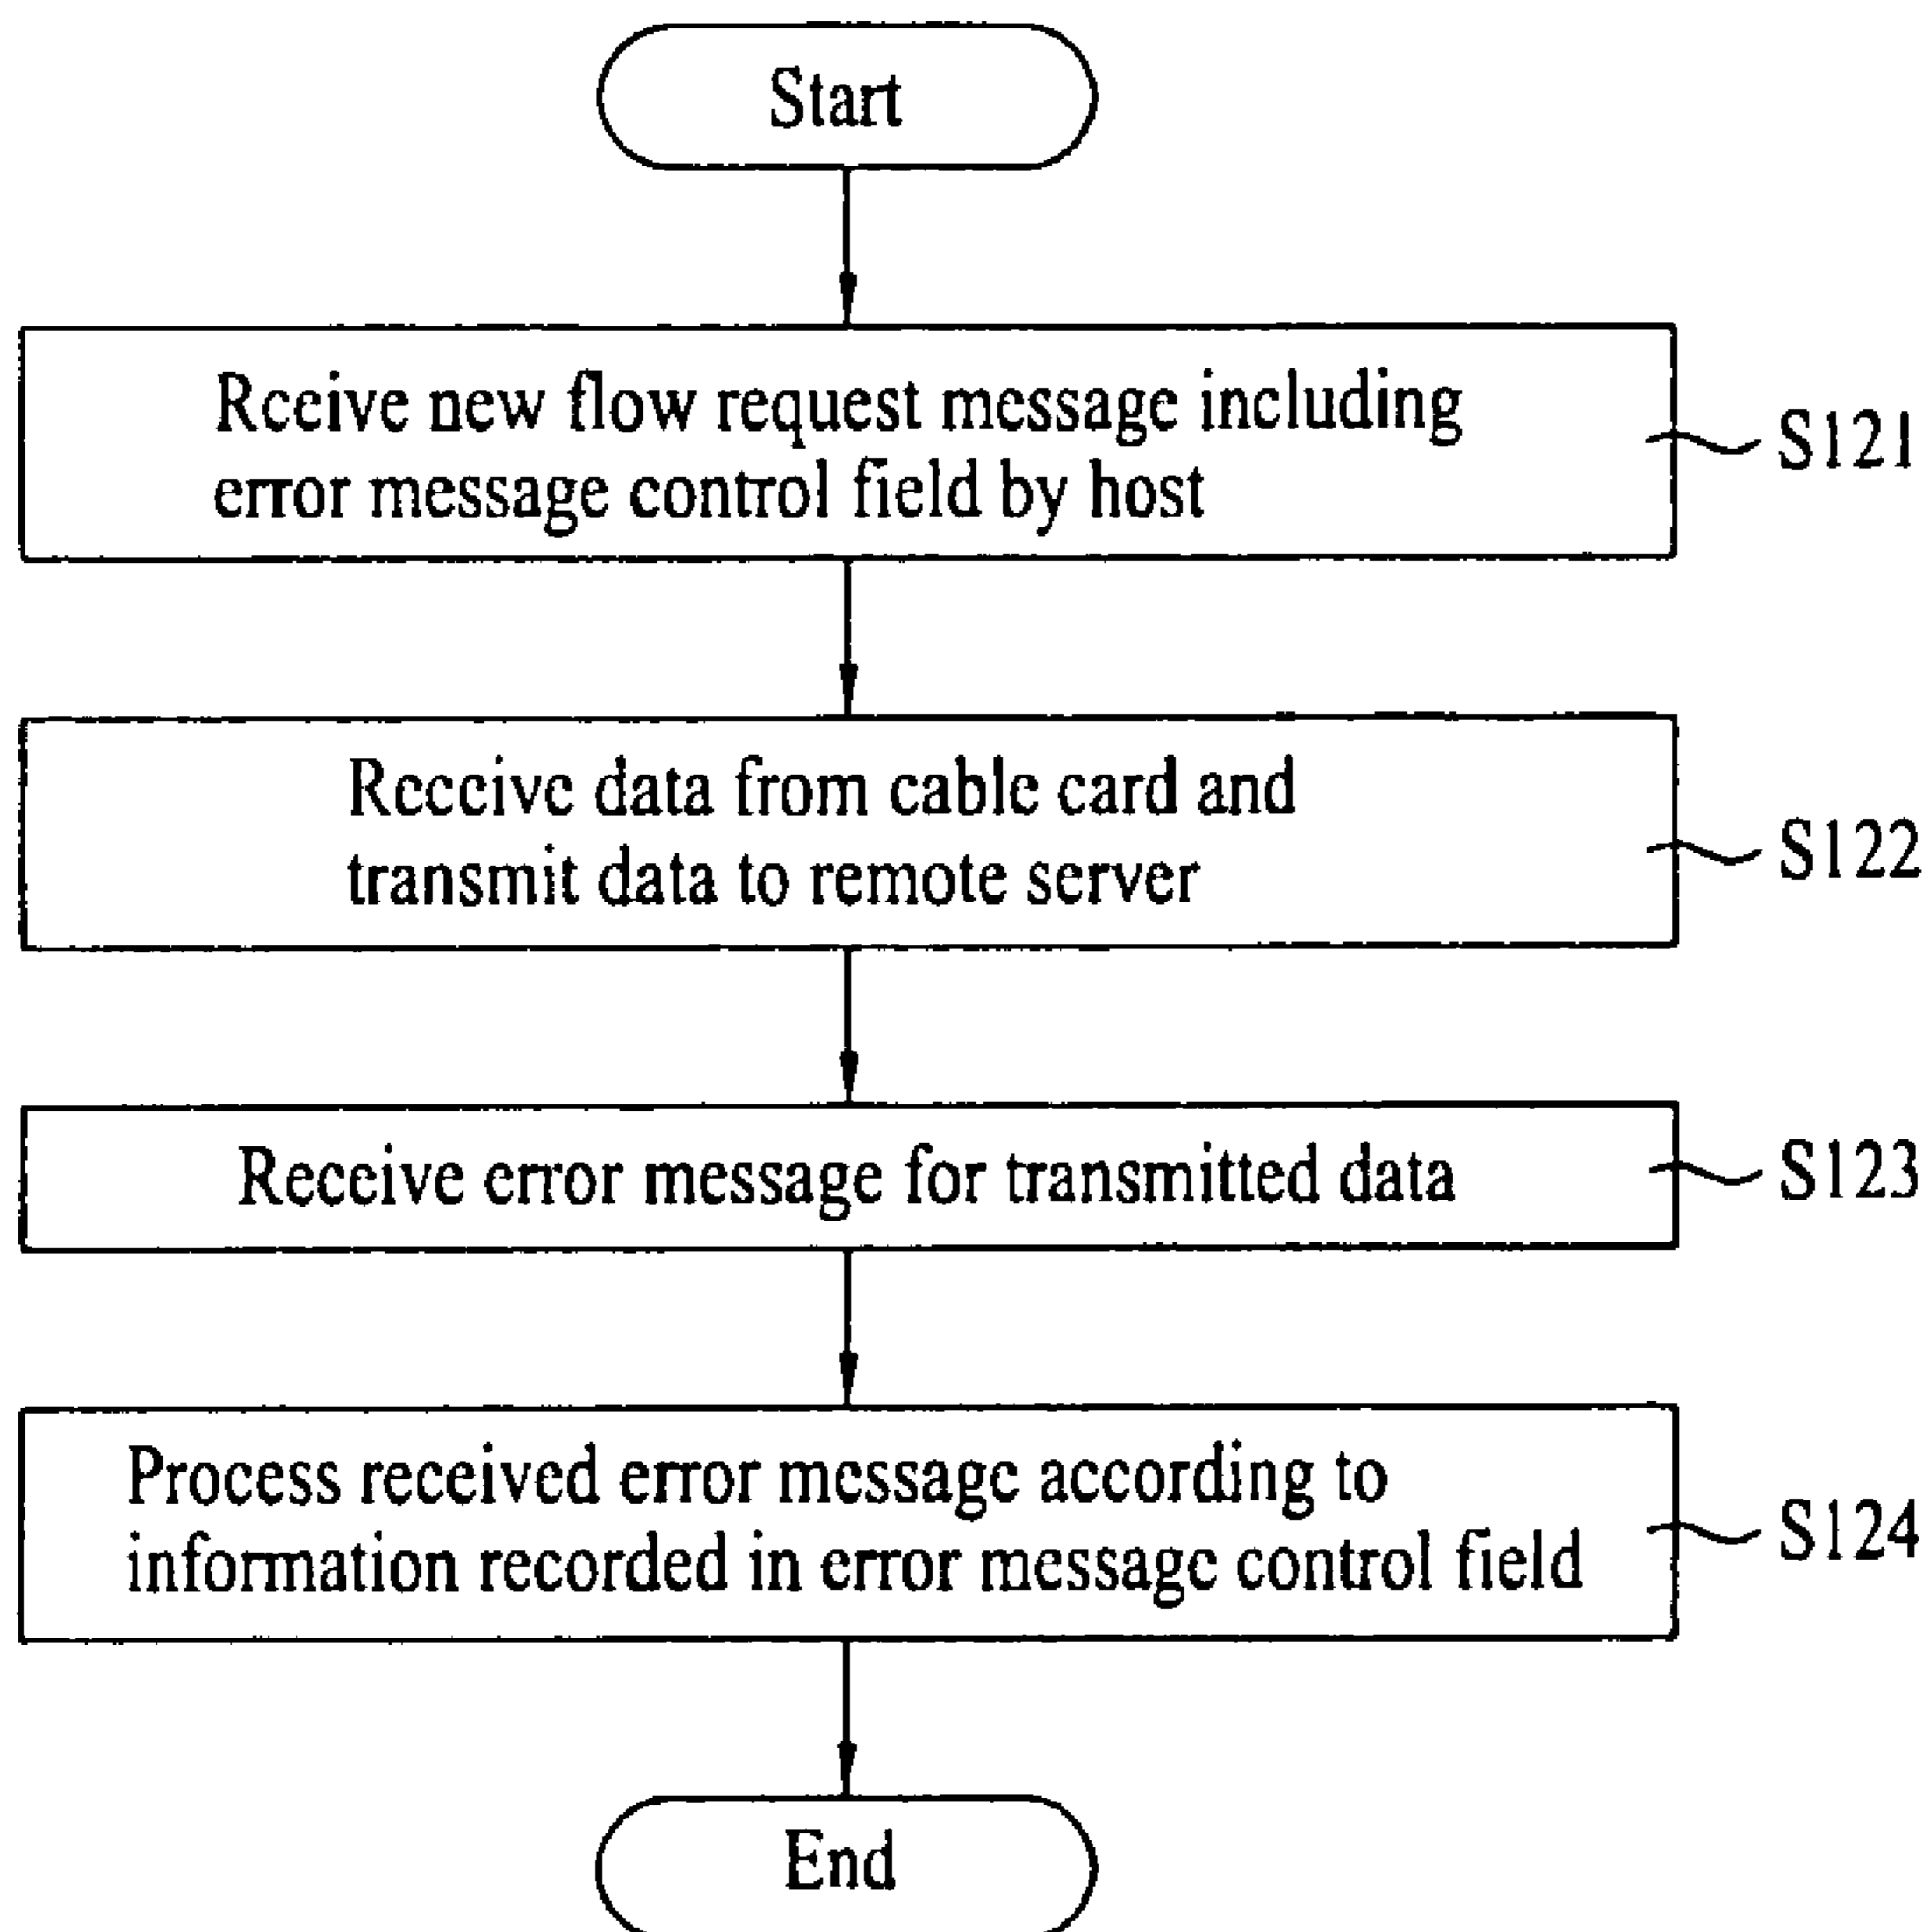 Start
Rceive new flow request message including
error message control field by host
S121
Receive data from cable card and
transmit data to remote server
S122
Receive error message for transmitted data
S123
Process received error message according to
information recorded in error message control field
S124
End